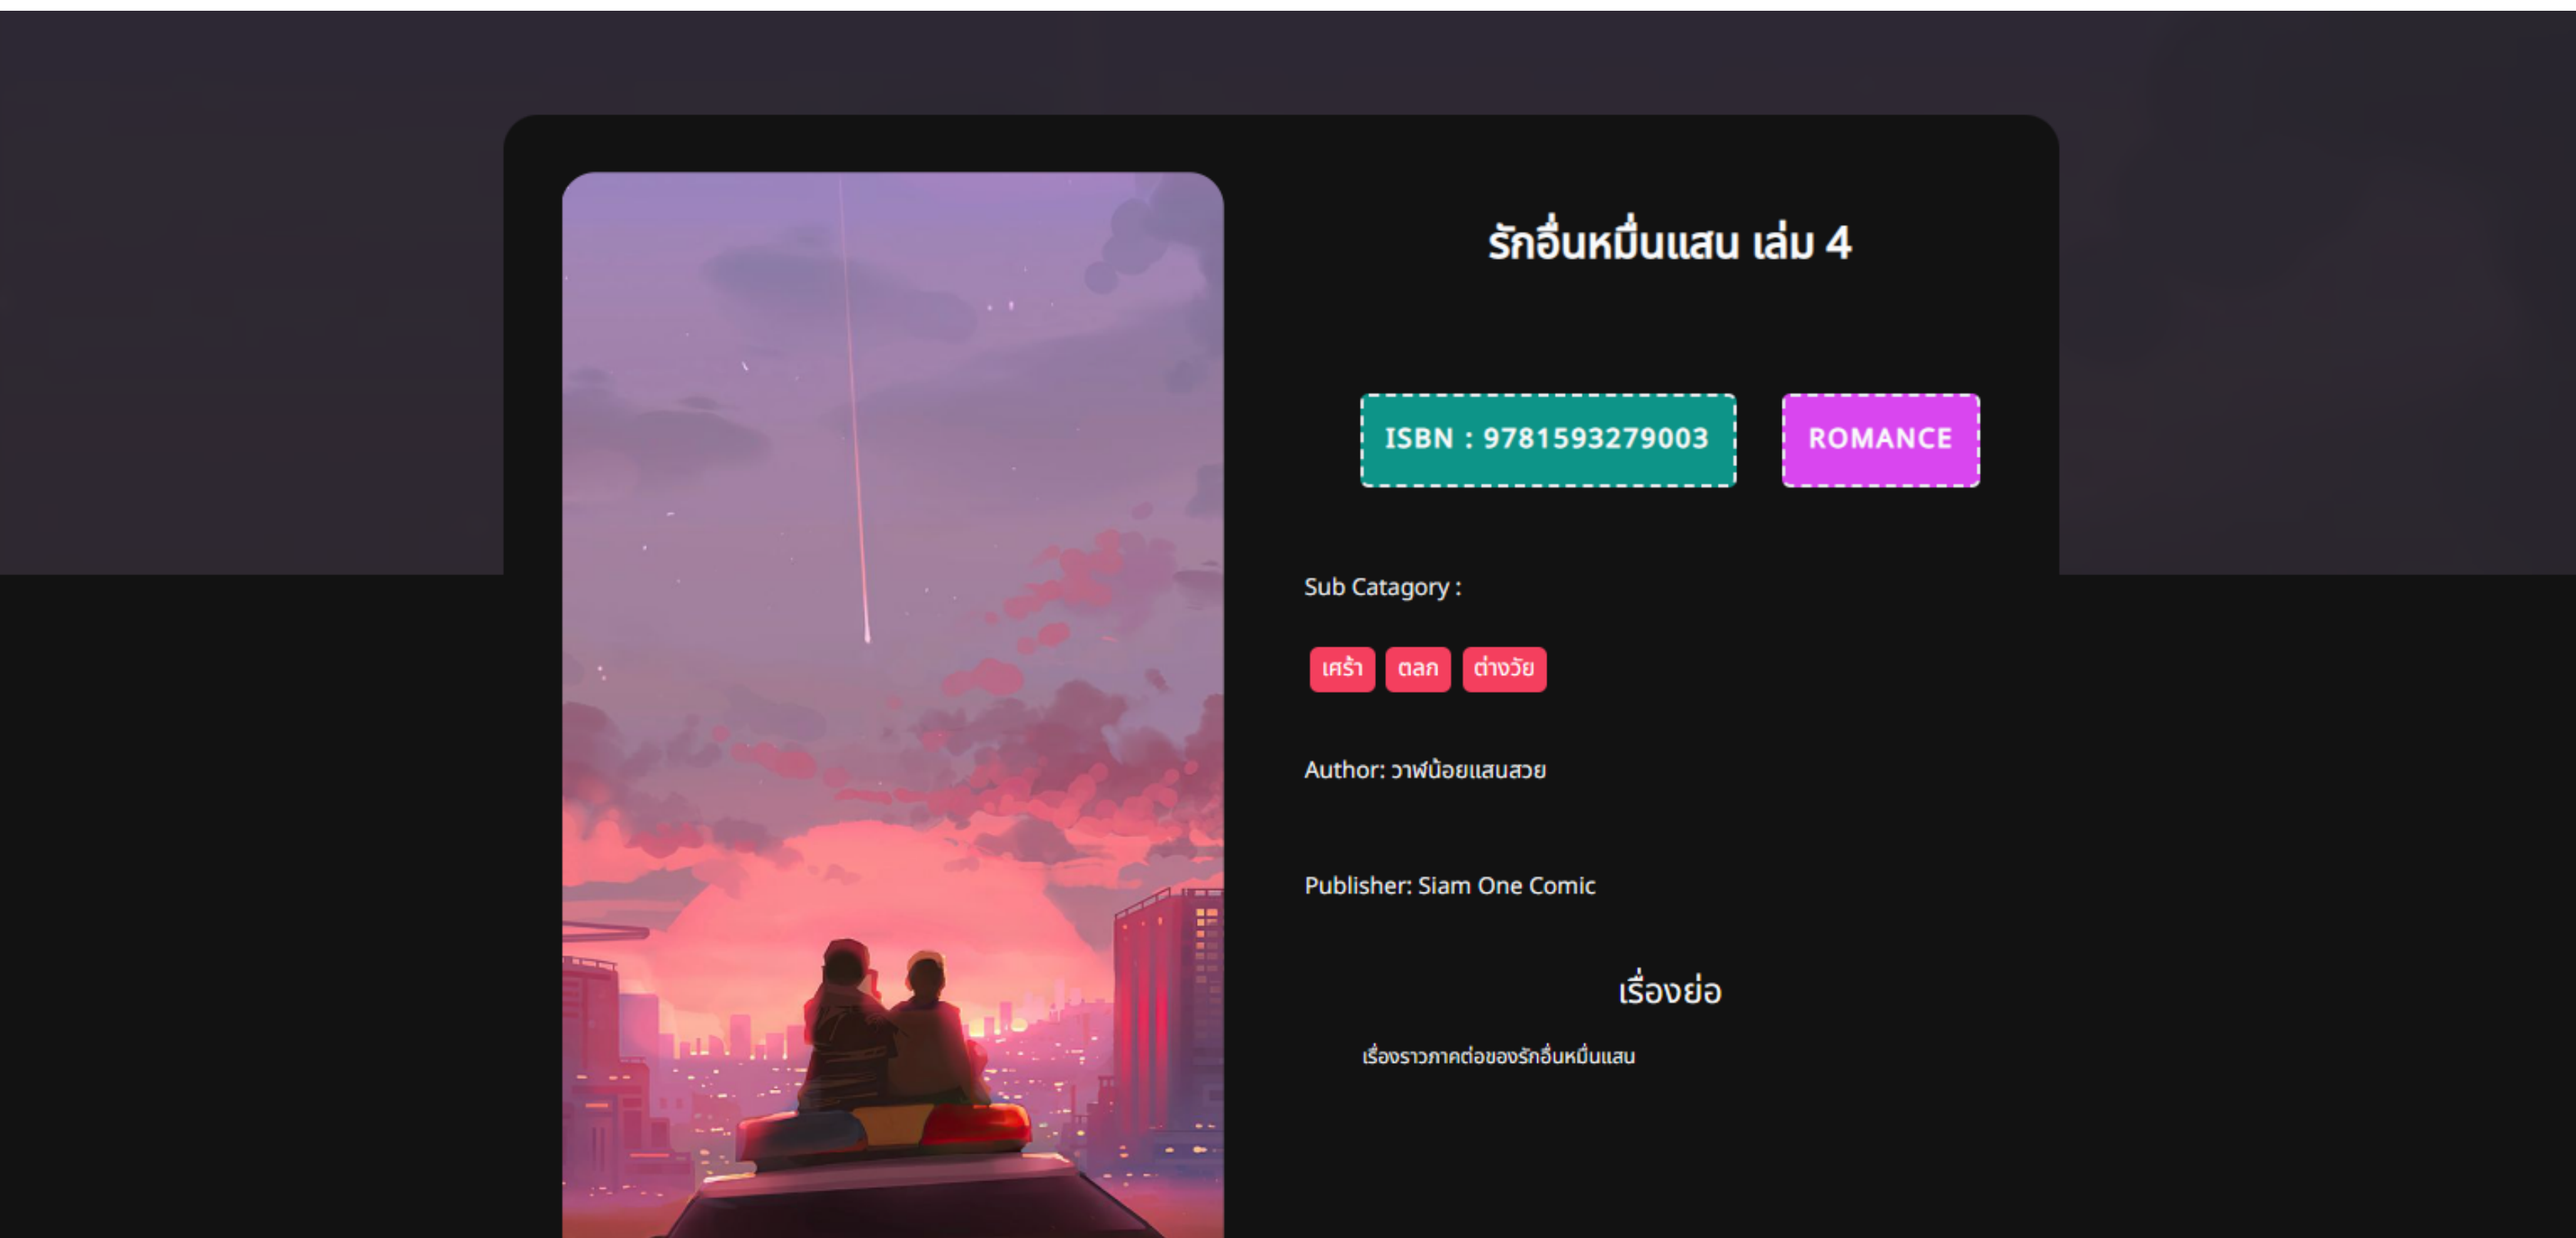 รักอื่นหมื่นแสน เล่ม 4
ISBN : 9781593279003
ROMANCE
Sub Catagory :
เศร้า ตลก ต่างวัย
Author: วาฬน้อยแสนสวย
Publisher: Siam One Comic
เรื่องย่อ
เรื่องราวภาคต่อของรักอื่นหมื่นแสน